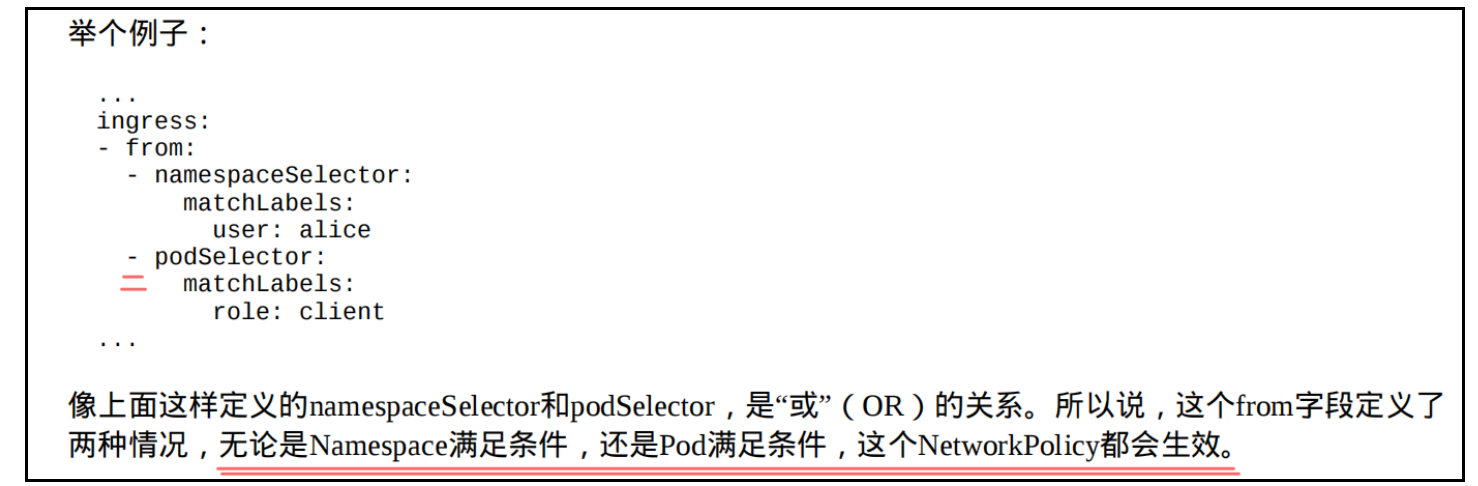 举个例子：
...
ingress:
- from:
  - namespaceSelector:
      matchLabels:
        user: alice
  - podSelector:
      matchLabels:
        role: client
...
像上面这样定义的namespaceSelector和podSelector，是“或”（OR）的关系。所以说，这个from字段定义了
两种情况，无论是Namespace满足条件，还是Pod满足条件，这个NetworkPolicy都会生效。